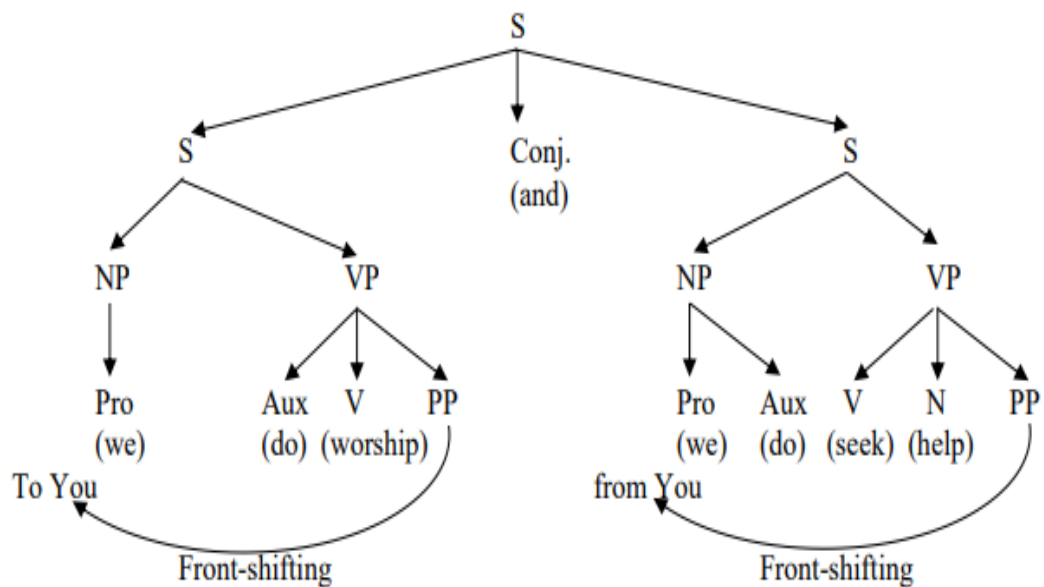 S
S Conj. S
(and)
NP VP NP VP
Pro Aux V PP Pro Aux V N PP
(we) (do) (worship) (we) (do) (seek) (help)
To You from You
Front-shifting Front-shifting